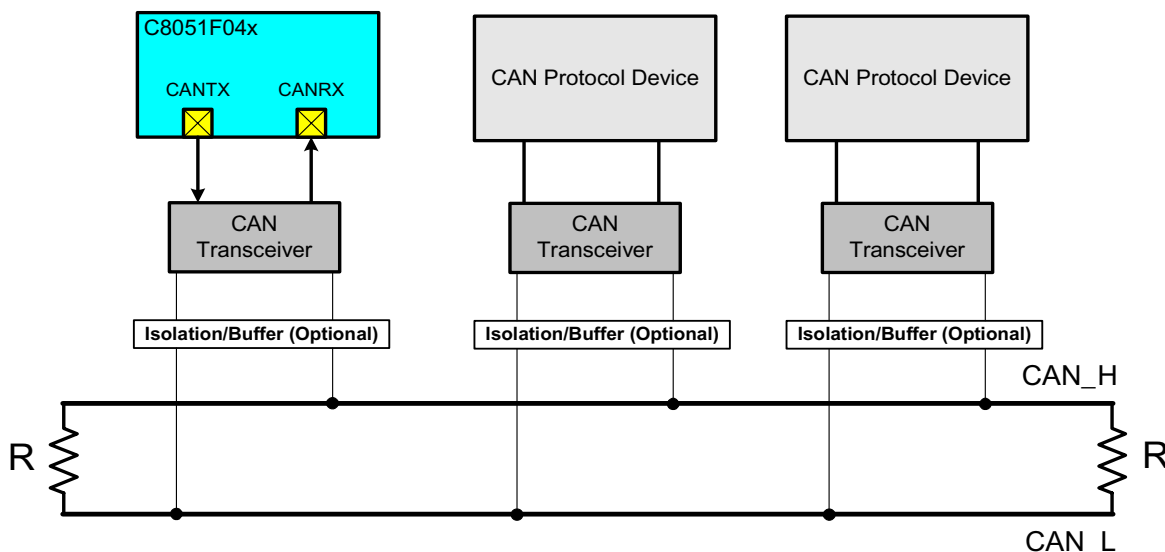 C8051F04x
CANTX
CANRX
CAN Protocol Device
CAN Protocol Device
CAN
Transceiver
CAN
Transceiver
CAN
Transceiver
Isolation/Buffer (Optional)
Isolation/Buffer (Optional)
Isolation/Buffer (Optional)
CAN_H
R
R
CAN_L